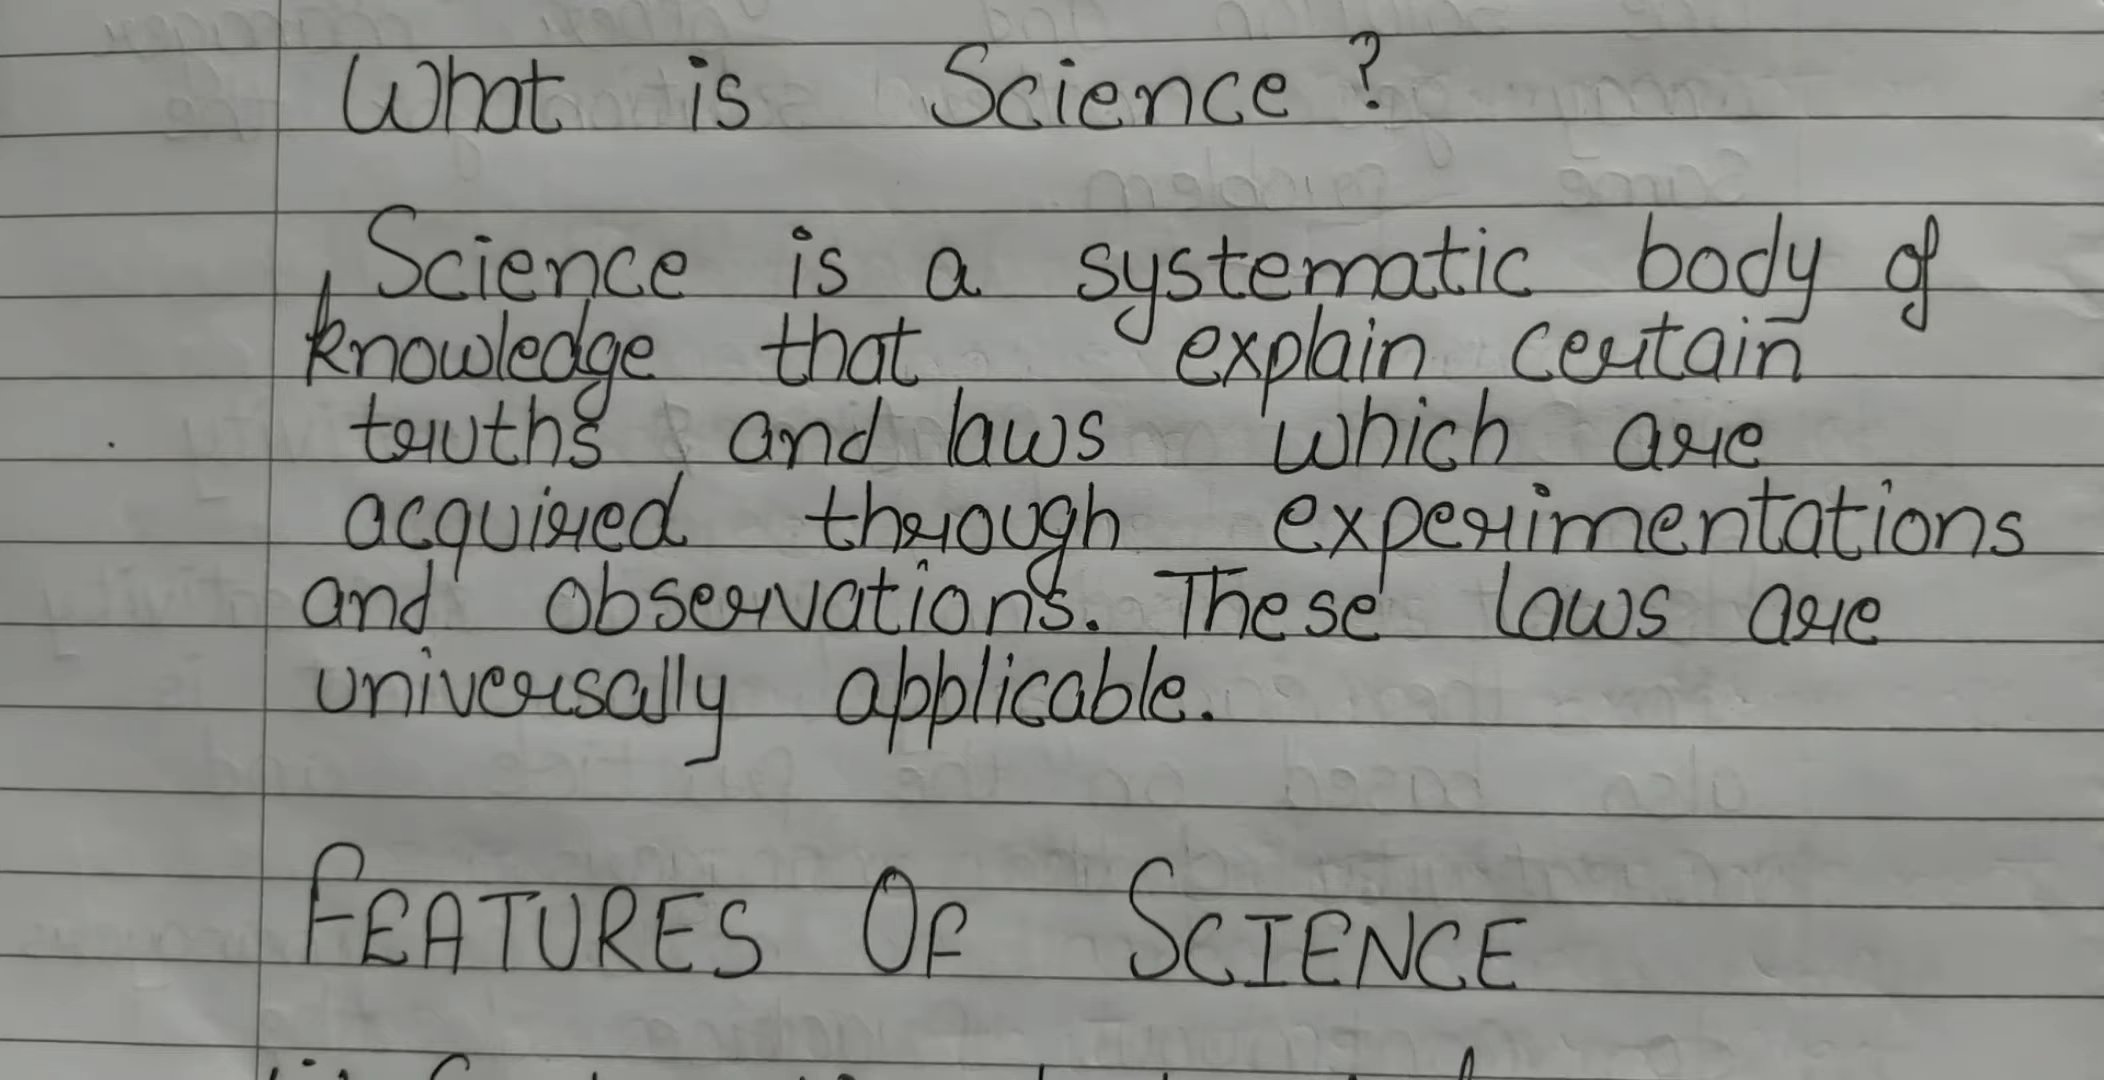 What is Science?
Science is a systematic body of
knowledge that explain certain
truths and laws which are
acquired through experimentations
and observations. These laws are
universally applicable.
FEATURES OF SCIENCE